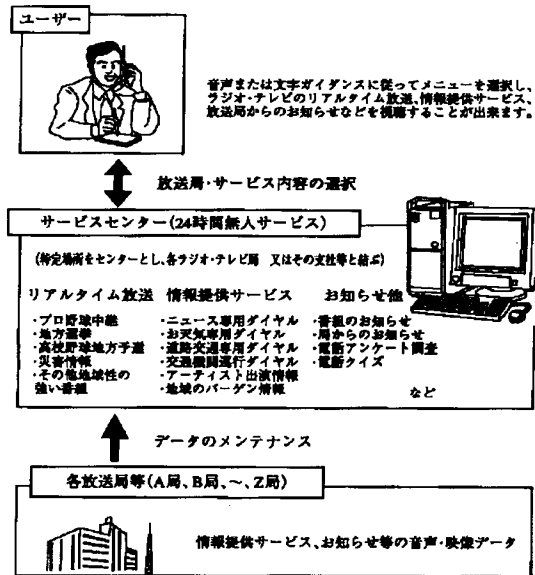 ユーザー
音声または文字ガイダンスに従ってメニューを選択し、
ラジオ・テレビのリアルタイム放送、情報提供サービス、
放送局からのお知らせなどを視聴することが出来ます。
放送局・サービス内容の選択
サービスセンター(24時間無人サービス)
(特定場所をセンターとし、各ラジオ・テレビ局 又はその支社等と結ぶ)
リアルタイム放送
・プロ野球中継
・地方選挙
・高校野球地方予選
・災害情報
・その他地域性の
強い番組
情報提供サービス
・ニュース専用ダイヤル
・お天気専用ダイヤル
・道路交通専用ダイヤル
・交通機関運行ダイヤル
・アーティスト出演情報
・地域のバーゲン情報
お知らせ他
・番組のお知らせ
・局からのお知らせ
・電話アンケート調査
・電話クイズ
など
データのメンテナンス
各放送局等(A局、B局、~、Z局)
情報提供サービス、お知らせ等の音声・映像データ